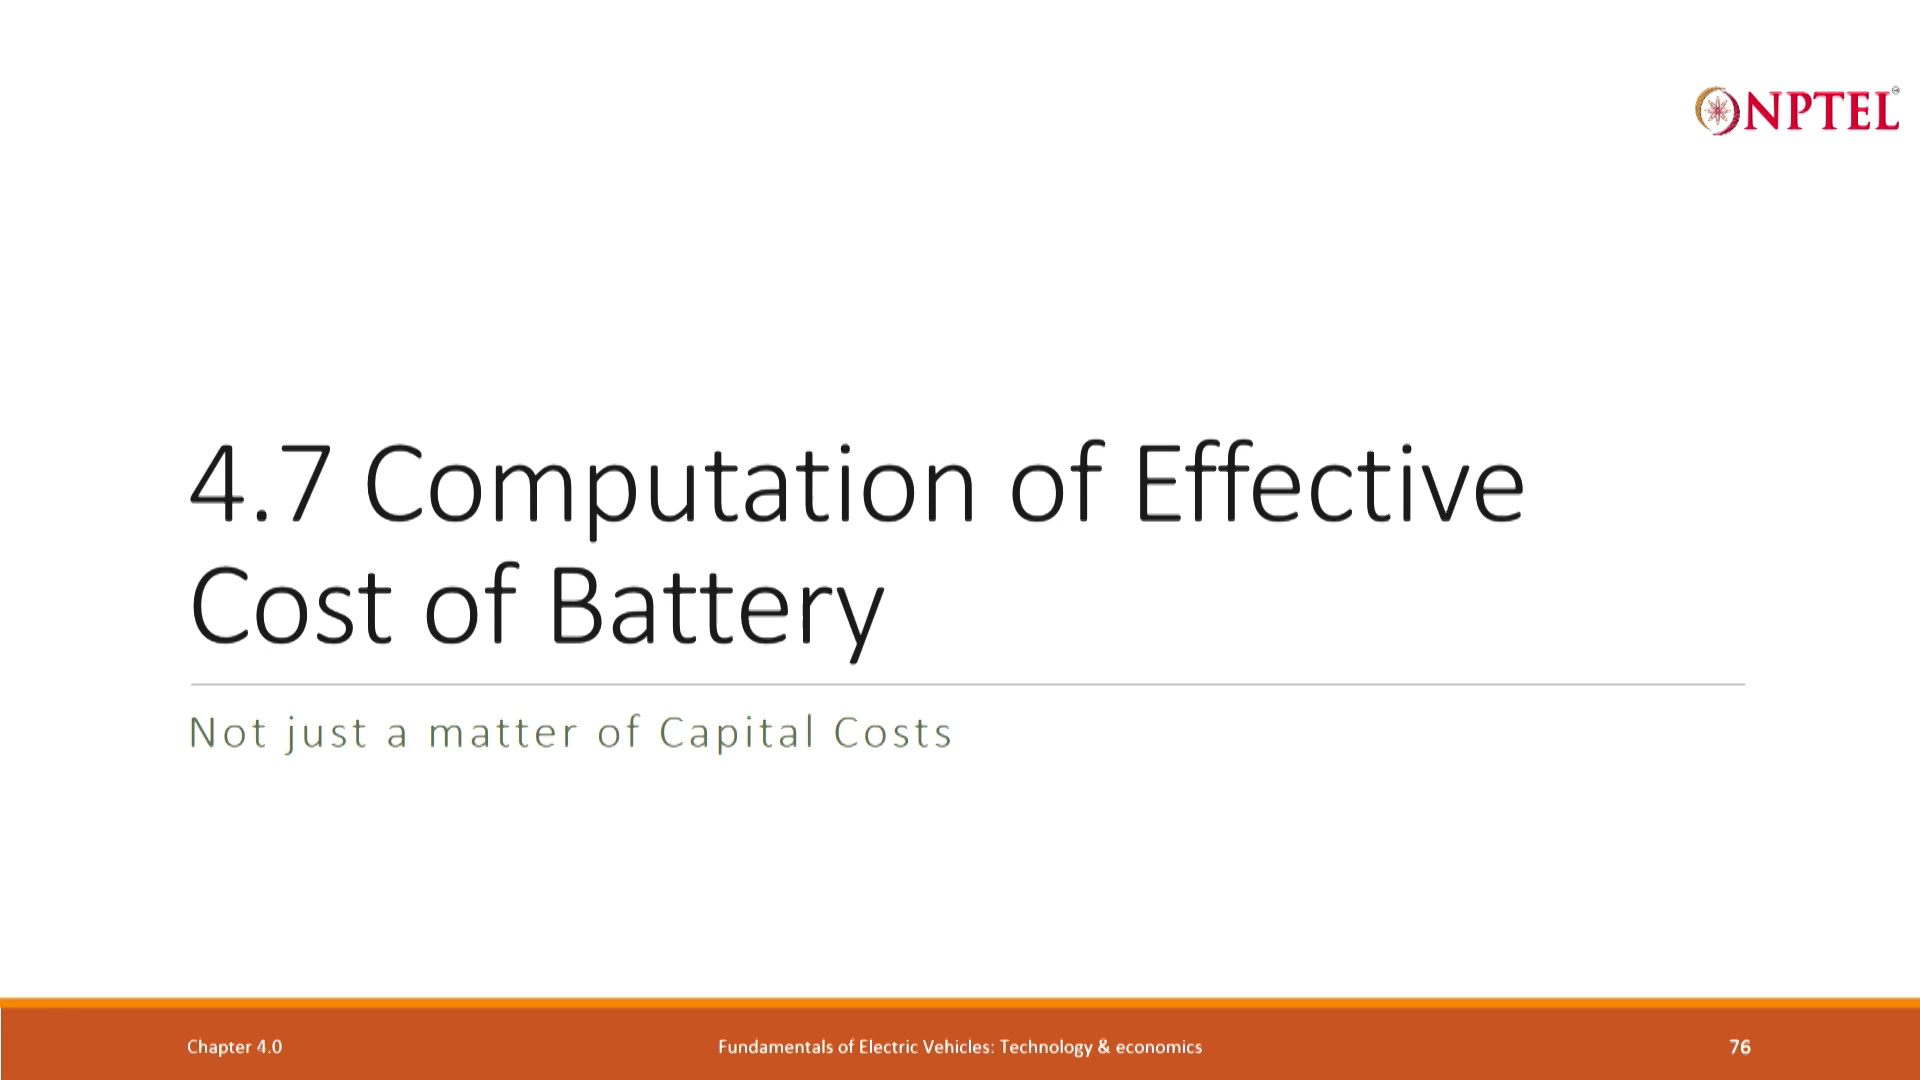 NPTEL
4.7 Computation of Effective
Cost of Battery
Not just a matter of Capital Costs
Chapter 4.0
Fundamentals of Electric Vehicles: Technology & economics
76